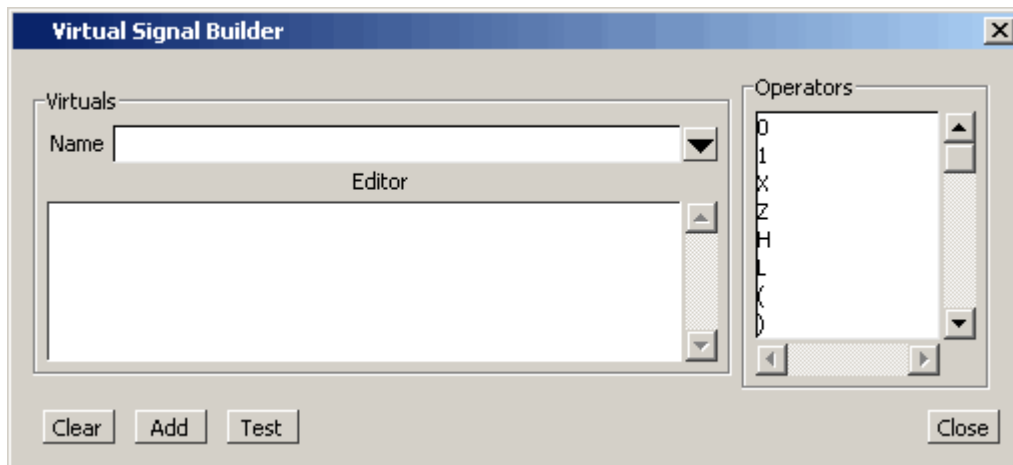 Virtual Signal Builder
Virtuals
Name
Editor
Operators
0
1
X
Z
H
L
(
)
Clear
Add
Test
Close